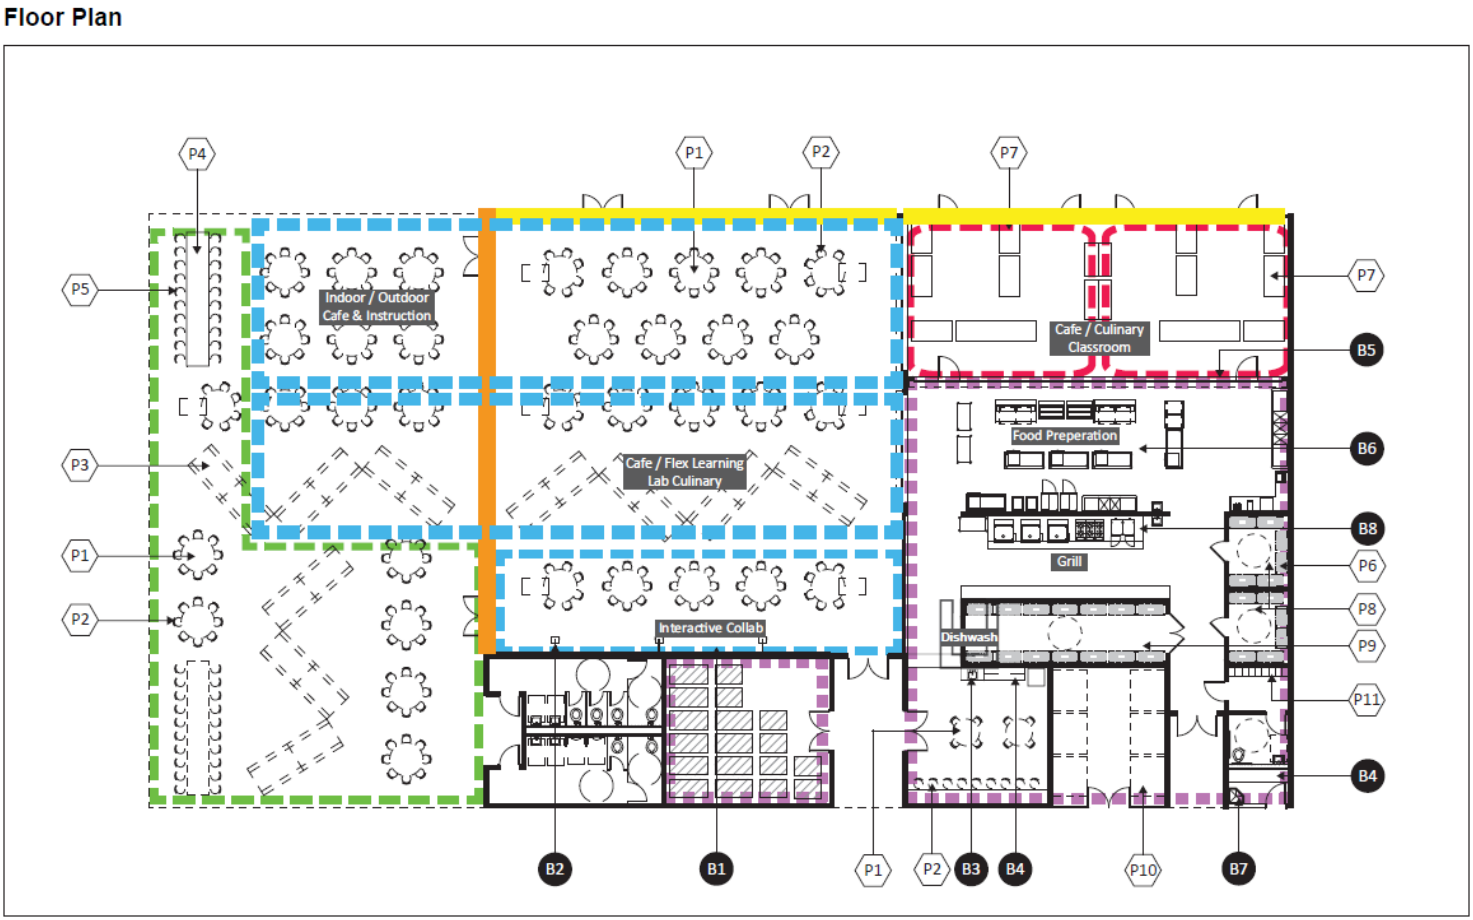 Floor Plan
P4
P1
P2
P7
P5
Indoor / Outdoor
Cafe & Instruction
P7
Cafe / Culinary
Classroom
B5
Food Preperation
B6
P3
Cafe / Flex Learning
Lab Culinary
B8
P1
Grill
P6
P2
Interactive Collab
Dishwash
P8
P9
P11
B4
B2
B1
P1
P2
B3
B4
P10
B7